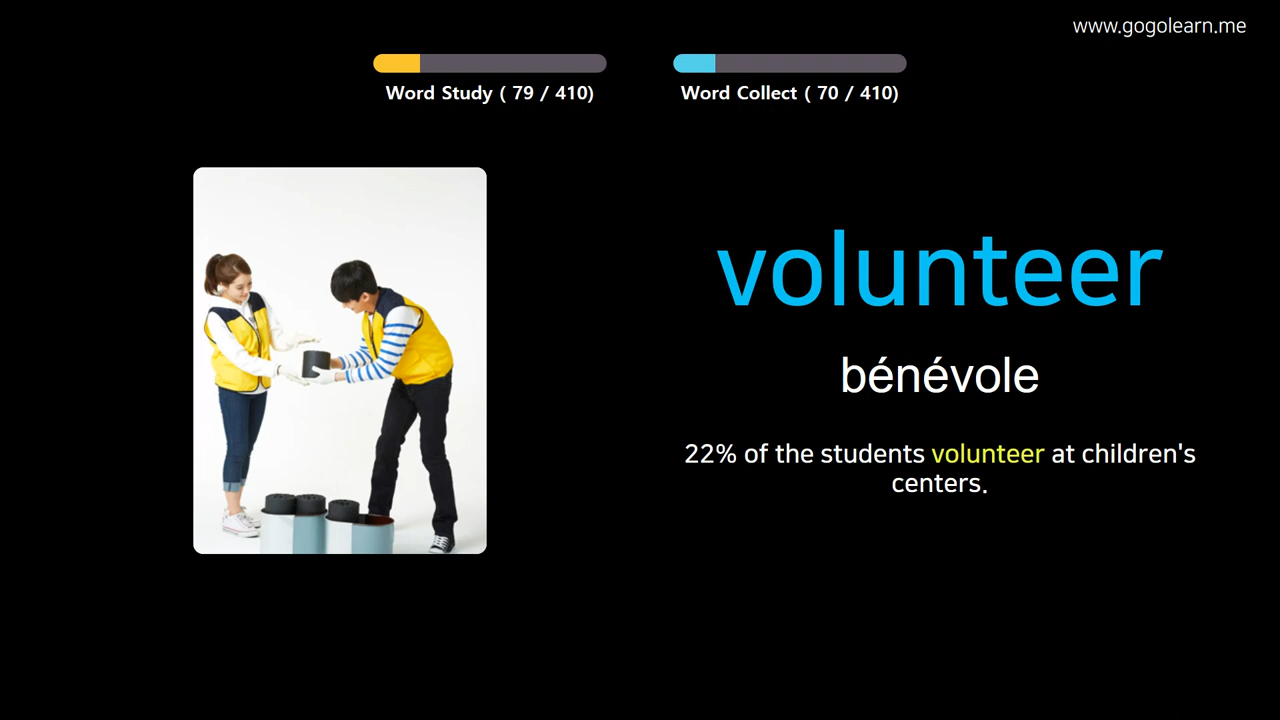 www.gogolearn.me
Word Study ( 79 / 410)
Word Collect ( 70 / 410)
volunteer
bénévole
22% of the students volunteer at children's
centers.